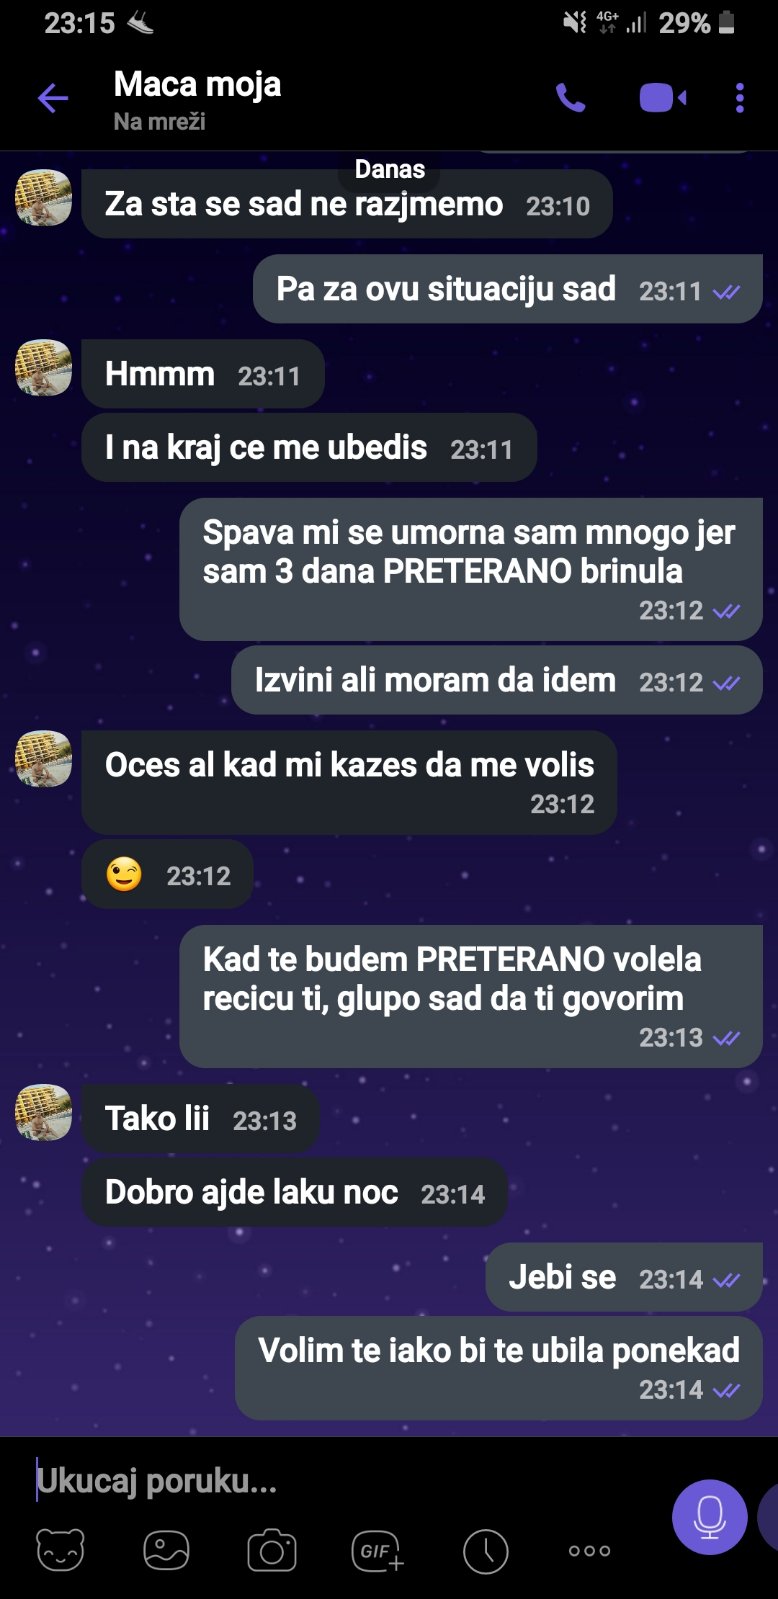 23:15 4G+ 29%
Maca moja
Na mreži
Danas
Za sta se sad ne razjmemo 23:10
Pa za ovu situaciju sad 23:11
Hmmm 23:11
I na kraj ce me ubedis 23:11
Spava mi se umorna sam mnogo jer
sam 3 dana PRETERANO brinula
23:12
Izvini ali moram da idem 23:12
Oces al kad mi kazes da me volis
23:12
😉 23:12
Kad te budem PRETERANO volela
recicu ti, glupo sad da ti govorim
23:13
Tako lii 23:13
Dobro ajde laku noc 23:14
Jebi se 23:14
Volim te iako bi te ubila ponekad
23:14
Ukucaj poruku...
GIF